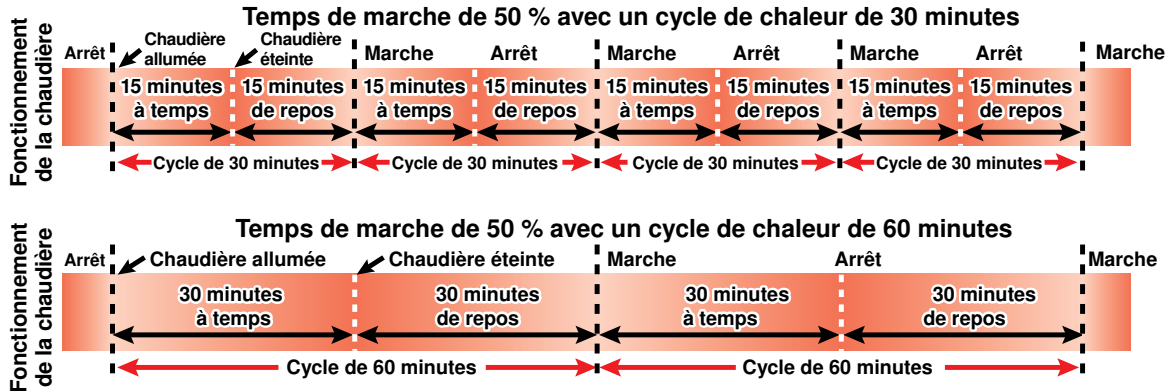 Temps de marche de 50 % avec un cycle de chaleur de 30 minutes
Fonctionnement
de la chaudière
Arrêt
Chaudière
allumée
Chaudière
éteinte
Marche
Arrêt
Marche
Arrêt
Marche
Arrêt
Marche
15 minutes
à temps
15 minutes
de repos
15 minutes
à temps
15 minutes
de repos
15 minutes
à temps
15 minutes
de repos
15 minutes
à temps
15 minutes
de repos
Cycle de 30 minutes
Cycle de 30 minutes
Cycle de 30 minutes
Cycle de 30 minutes
Temps de marche de 50 % avec un cycle de chaleur de 60 minutes
Fonctionnement
de la chaudière
Arrêt
Chaudière allumée
Chaudière éteinte
Marche
Arrêt
Marche
30 minutes
à temps
30 minutes
de repos
30 minutes
à temps
30 minutes
de repos
Cycle de 60 minutes
Cycle de 60 minutes